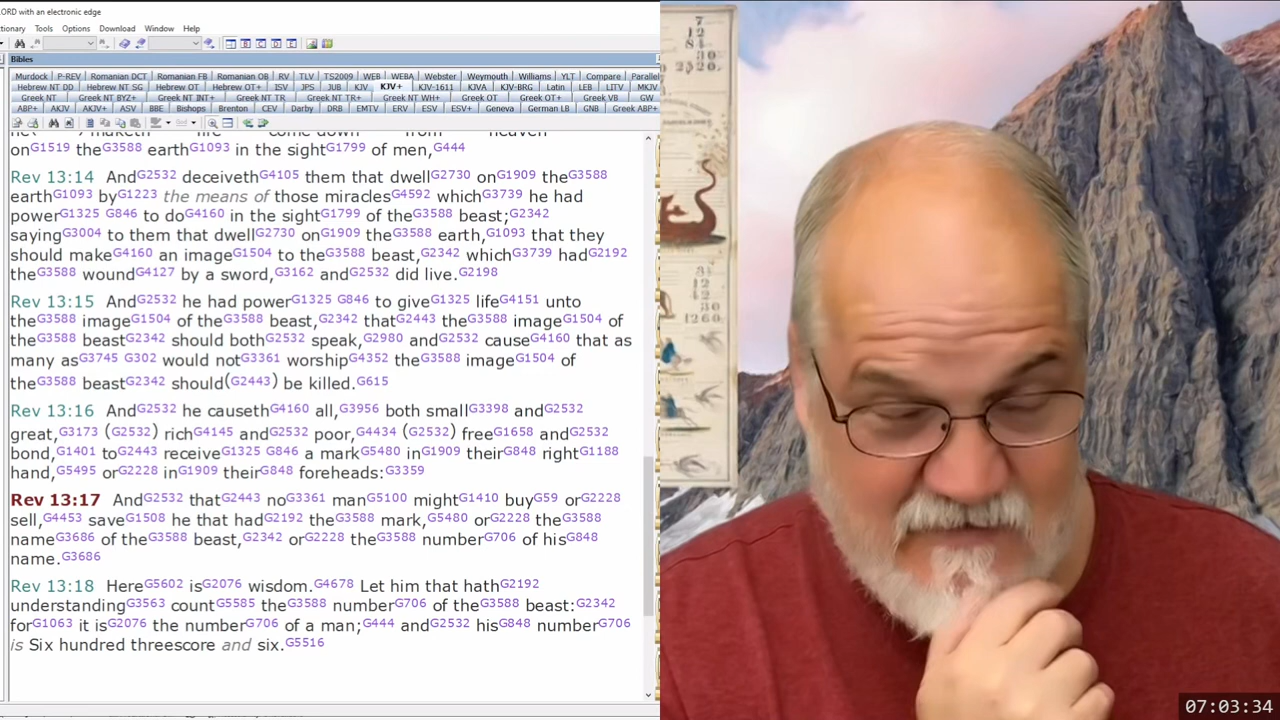 ORD with an electronic edge
ctionary Tools Options Download Window Help
Bibles
Murdock P-REV Romanian DCT Romanian FB Romanian OB RV TLV TS2009 WEB WEBA Webster Weymouth Williams YLT Compare Parallel
Hebrew NT DD Hebrew NT SG Hebrew OT Hebrew OT+ ISV JPS JUB KJV KJV+ KJV-1611 KJVA KJV-BRG Latin LEB LITV MKJV
Greek NT Greek NT BYZ+ Greek NT INT+ Greek NT TR Greek NT TR+ Greek NT WH+ Greek OT Greek OT+ Greek VB GW
ABP+ AKJV AKJV+ ASV BBE Bishops Brenton CEV Darby DRB EMTV ERV ESV ESV+ Geneva German LB GNB Greek ABP+
maketh fire come down from heaven
onG1519 theG3588 earthG1093 in the sightG1799 of men,G444
Rev 13:14 AndG2532 deceivethG4105 them that dwellG2730 onG1909 theG3588
earthG1093 byG1223 the means of those miraclesG4592 whichG3739 he had
powerG1325 G846 to doG4160 in the sightG1799 of theG3588 beast;G2342
sayingG3004 to them that dwellG2730 onG1909 theG3588 earth,G1093 that they
should makeG4160 an imageG1504 to theG3588 beast,G2342 whichG3739 hadG2192
theG3588 woundG4127 by a sword,G3162 andG2532 did live.G2198
Rev 13:15 AndG2532 he had powerG1325 G846 to giveG1325 lifeG4151 unto
theG3588 imageG1504 of theG3588 beast,G2342 thatG2443 theG3588 imageG1504 of
theG3588 beastG2342 should bothG2532 speak,G2980 andG2532 causeG4160 that as
many asG3745 G302 would notG3361 worshipG4352 theG3588 imageG1504 of
theG3588 beastG2342 should(G2443) be killed.G615
Rev 13:16 AndG2532 he causethG4160 all,G3956 both smallG3398 andG2532
great,G3173 (G2532) richG4145 andG2532 poor,G4434 (G2532) freeG1658 andG2532
bond,G1401 toG2443 receiveG1325 G846 a markG5480 inG1909 theirG848 rightG1188
hand,G5495 orG2228 inG1909 theirG848 foreheads:G3359
Rev 13:17 AndG2532 thatG2443 noG3361 manG5100 mightG1410 buyG59 orG2228
sell,G4453 saveG1508 he that hadG2192 theG3588 mark,G5480 orG2228 theG3588
nameG3686 of theG3588 beast,G2342 orG2228 theG3588 numberG706 of hisG848
name.G3686
Rev 13:18 HereG5602 isG2076 wisdom.G4678 Let him that hathG2192
understandingG3563 countG5585 theG3588 numberG706 of theG3588 beast:G2342
forG1063 it isG2076 the numberG706 of a man;G444 andG2532 hisG848 numberG706
is Six hundred threescore and six.G5516
7
12
30
2520
12
42
30
1260
07:03:34